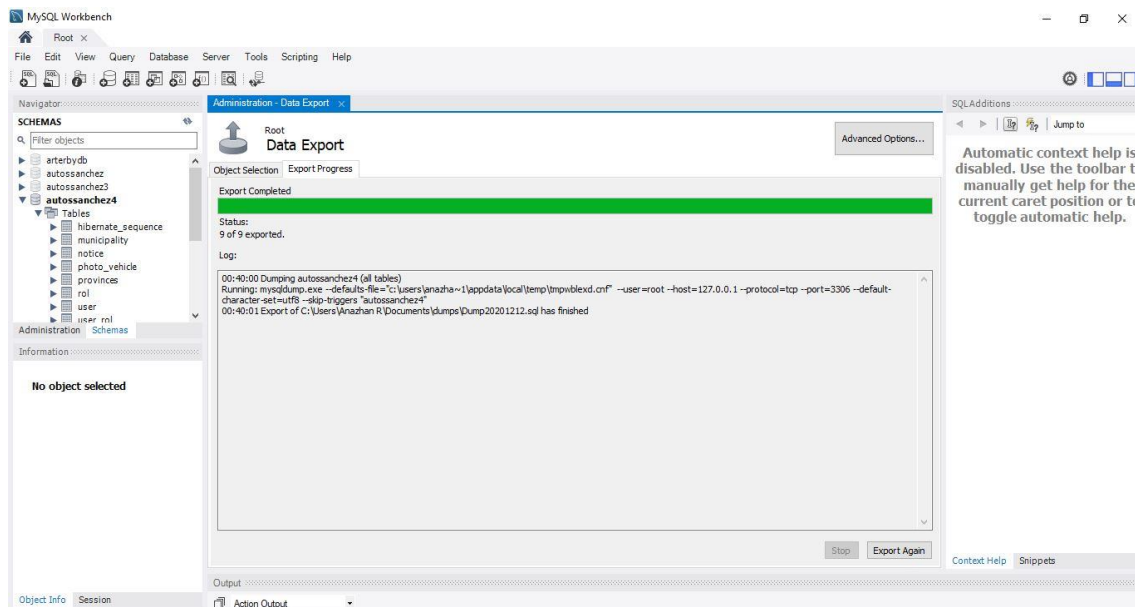 MySQL Workbench
Root
File Edit View Query Database Server Tools Scripting Help
Navigator
SCHEMAS
Filter objects
arterbydb
autossanchez
autossanchez3
autossanchez4
Tables
hibernate_sequence
municipality
notice
photo_vehicle
provinces
rol
user
user_rol
Administration Schemas
Information
No object selected
Object Info Session
Administration - Data Export
Root
Data Export
Advanced Options...
Object Selection Export Progress
Export Completed
Status:
9 of 9 exported.
Log:
00:40:00 Dumping autossanchez4 (all tables)
Running: mysqldump.exe --defaults-file="c:\users\anazha~1\appdata\local\temp\tmpwblexd.cnf" --user=root --host=127.0.0.1 --protocol=tcp --port=3306 --default-
character-set=utf8 --skip-triggers "autossanchez4"
00:40:01 Export of C:\Users\Anazhan R\Documents\dumps\Dump20201212.sql has finished
Stop Export Again
Output
Action Output
SQLAdditions
Jump to
Automatic context help is
disabled. Use the toolbar t
manually get help for the
current caret position or to
toggle automatic help.
Context Help Snippets